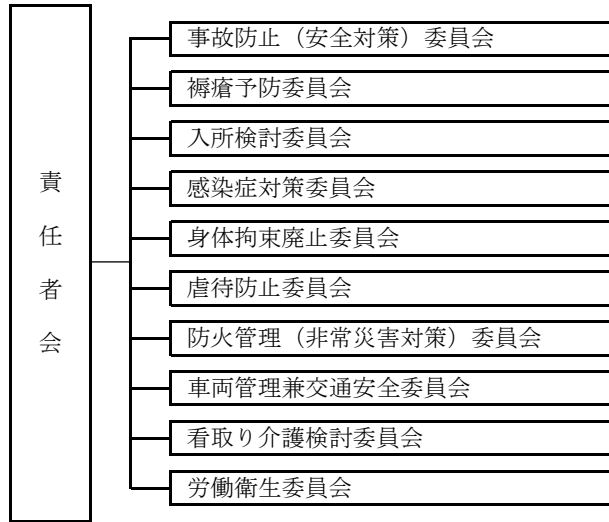 責任者会
事故防止（安全対策）委員会
褥瘡予防委員会
入所検討委員会
感染症対策委員会
身体拘束廃止委員会
虐待防止委員会
防火管理（非常災害対策）委員会
車両管理兼交通安全委員会
看取り介護検討委員会
労働衛生委員会